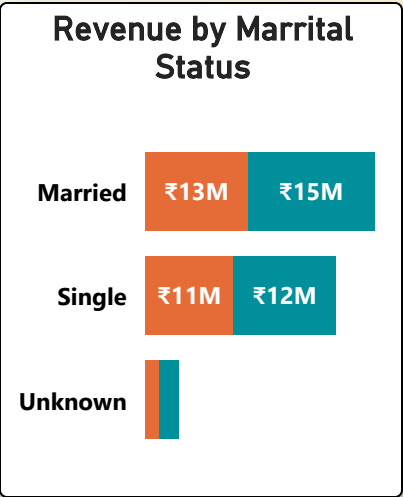 Revenue by Marrital
Status
Married ₹13M ₹15M
Single ₹11M ₹12M
Unknown